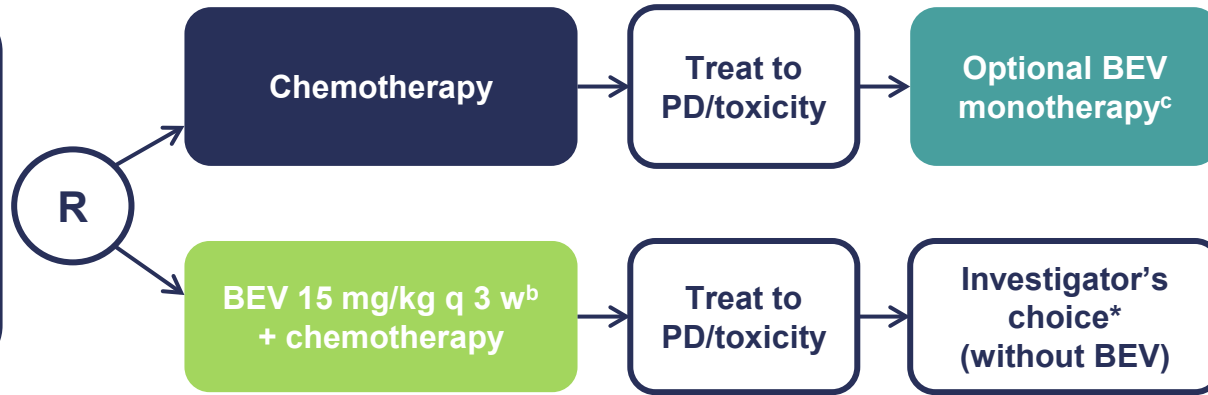 Chemotherapy
Treat to
PD/toxicity
Optional BEV
monotherapyᶜ
R
BEV 15 mg/kg q 3 wᵇ
+ chemotherapy
Treat to
PD/toxicity
Investigator’s
choice*
(without BEV)